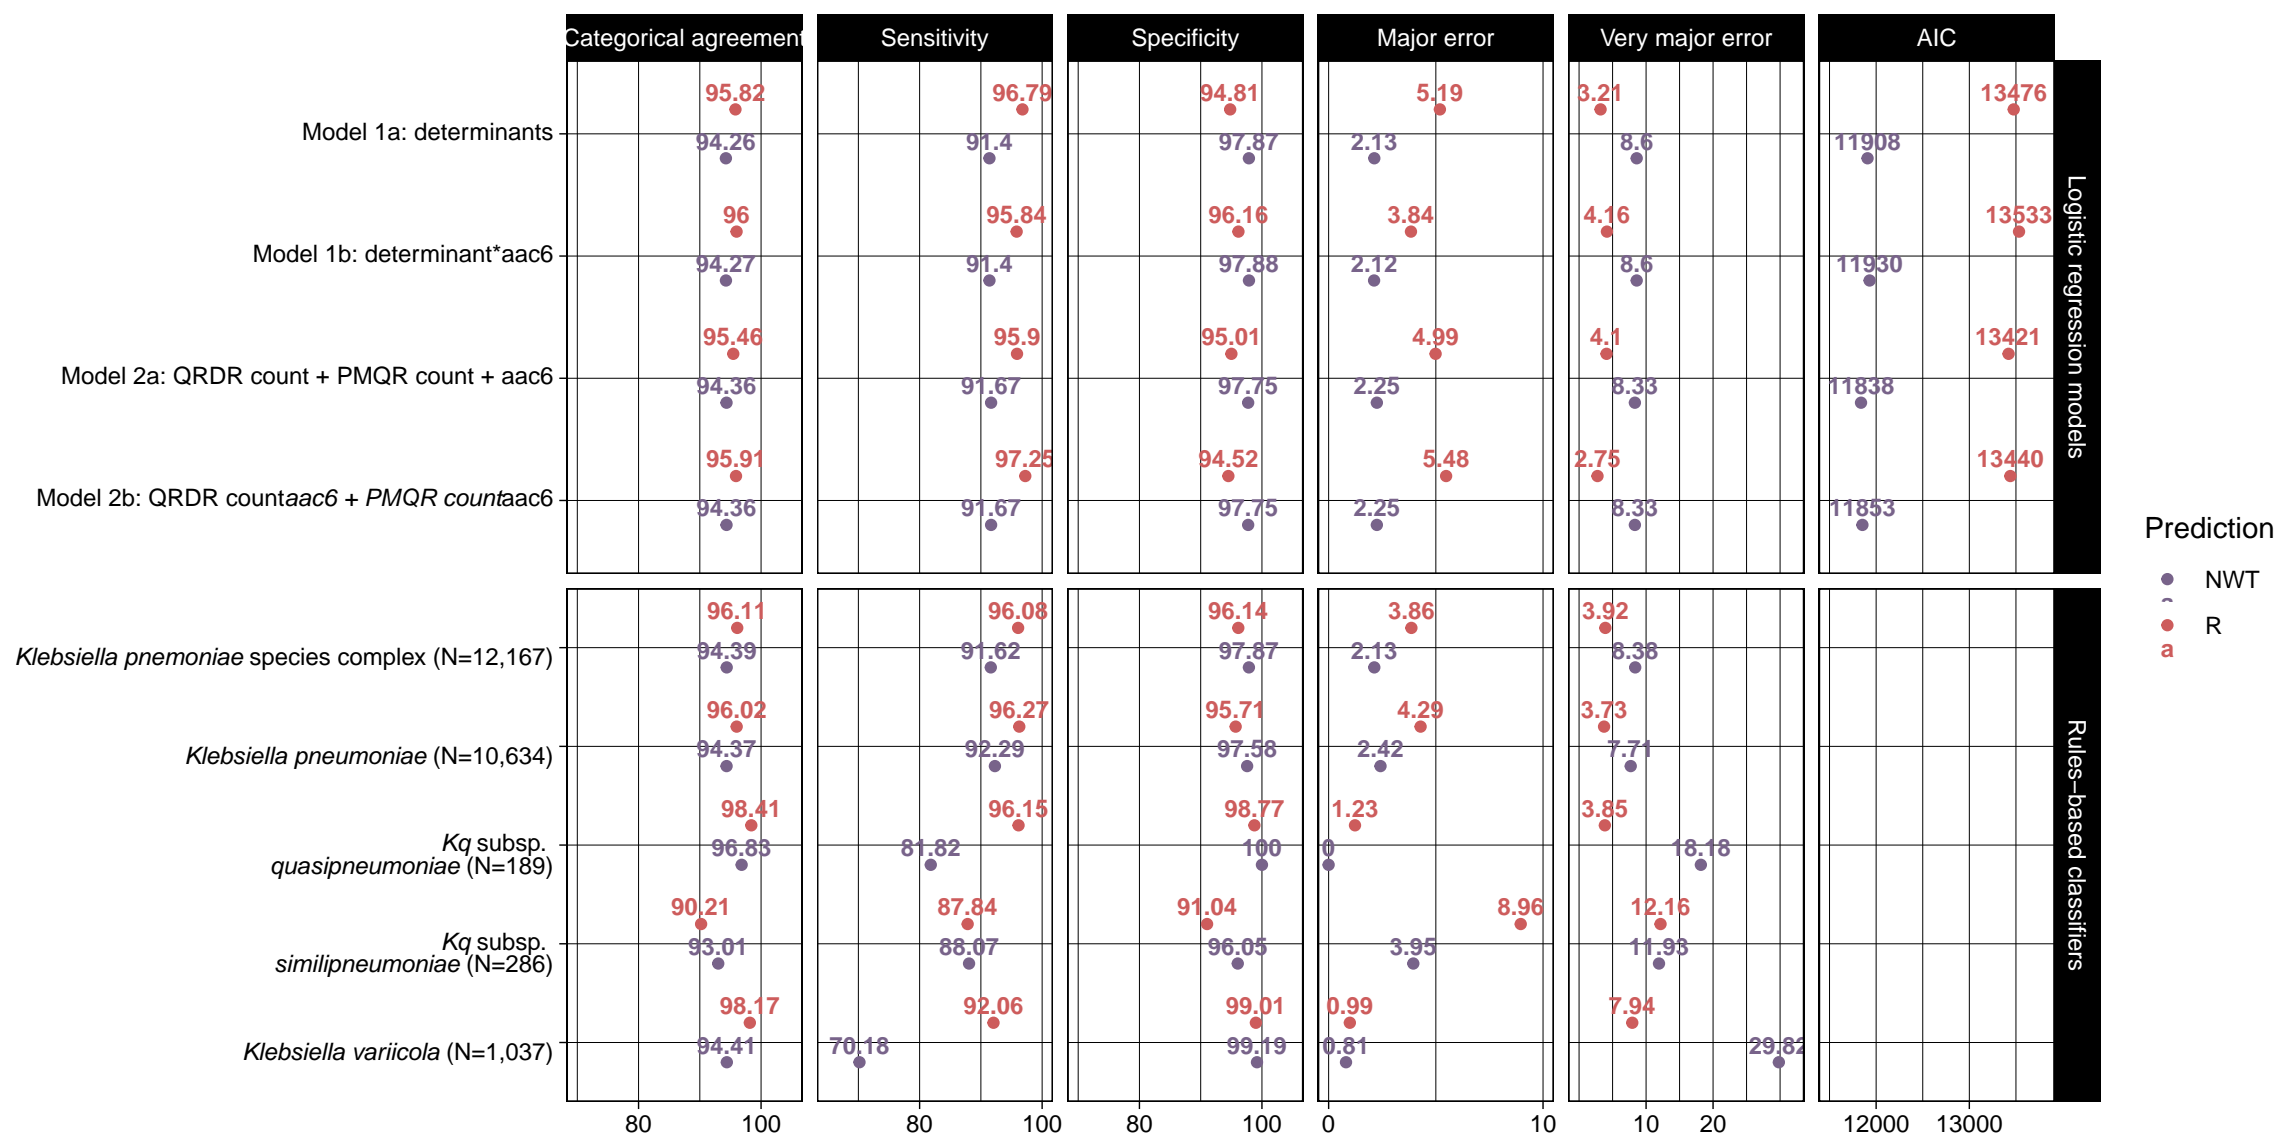 Categorical agreement Sensitivity Specificity Major error Very major error AIC
95.82 96.79 94.81 5.19 3.21 13476
Model 1a: determinants
94.26 91.4 97.87 2.13 8.6 11908
96 95.84 96.16 3.84 4.16 13533
Model 1b: determinant*aac6
94.27 91.4 97.88 2.12 8.6 11930
95.46 95.9 95.01 4.99 4.1 13421
Model 2a: QRDR count + PMQR count + aac6
94.36 91.67 97.75 2.25 8.33 11838
95.91 97.25 94.52 5.48 2.75 13440
Model 2b: QRDR countaac6 + PMQR countaac6
94.36 91.67 97.75 2.25 8.33 11853
Logistic regression models
96.11 96.08 96.14 3.86 3.92
Klebsiella pnemoniae species complex (N=12,167)
94.39 91.62 97.87 2.13 8.38
96.02 96.27 95.71 4.29 3.73
Klebsiella pneumoniae (N=10,634)
94.37 92.29 97.58 2.42 7.71
98.41 96.15 98.77 1.23 3.85
Kq subsp.
quasipneumoniae (N=189)
96.83 81.82 100 0 18.18
90.21 87.84 91.04 8.96 12.16
Kq subsp.
similipneumoniae (N=286)
93.01 88.07 96.05 3.95 11.93
98.17 92.06 99.01 0.99 7.94
Klebsiella variicola (N=1,037)
94.41 70.18 99.19 0.81 29.82
Rules−based classifiers
80 100 80 100 80 100 0 10 10 20 12000 13000
Prediction
NWT
R
a